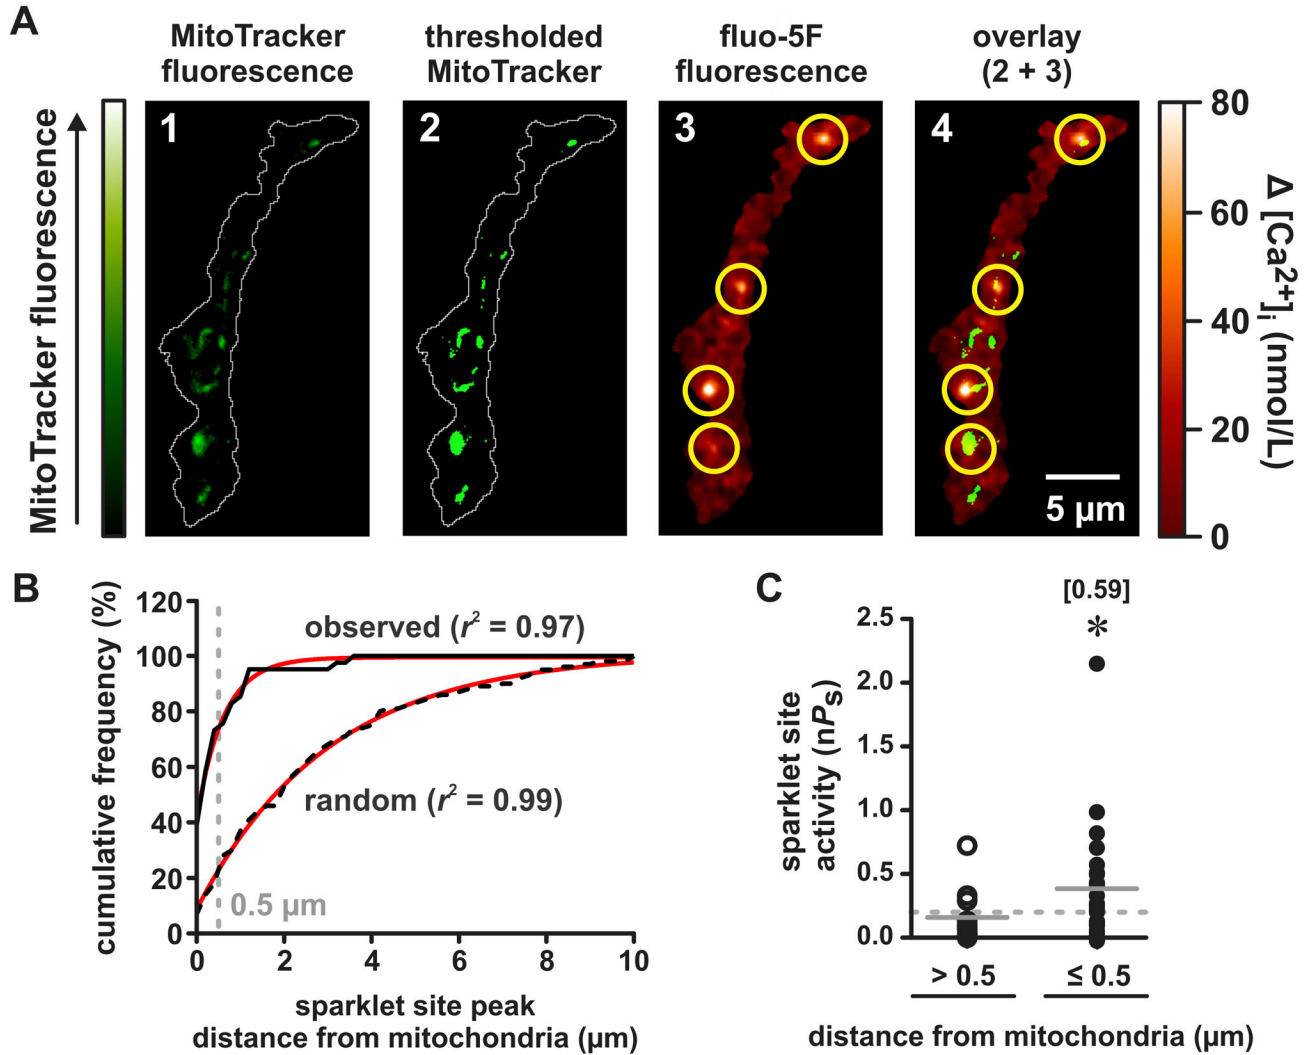 A
MitoTracker
fluorescence
thresholded
MitoTracker
fluo-5F
fluorescence
overlay
(2 + 3)
MitoTracker fluorescence
1
2
3
4
5 µm
80
60
40
20
0
Δ [Ca2+]i (nmol/L)
B
cumulative frequency (%)
120
100
80
60
40
20
0
observed (r2 = 0.97)
random (r2 = 0.99)
0.5 µm
0 2 4 6 8 10
sparklet site peak
distance from mitochondria (µm)
C
[0.59]
*
sparklet site
activity (nPs)
2.5
2.0
1.5
1.0
0.5
0.0
> 0.5 ≤ 0.5
distance from mitochondria (µm)